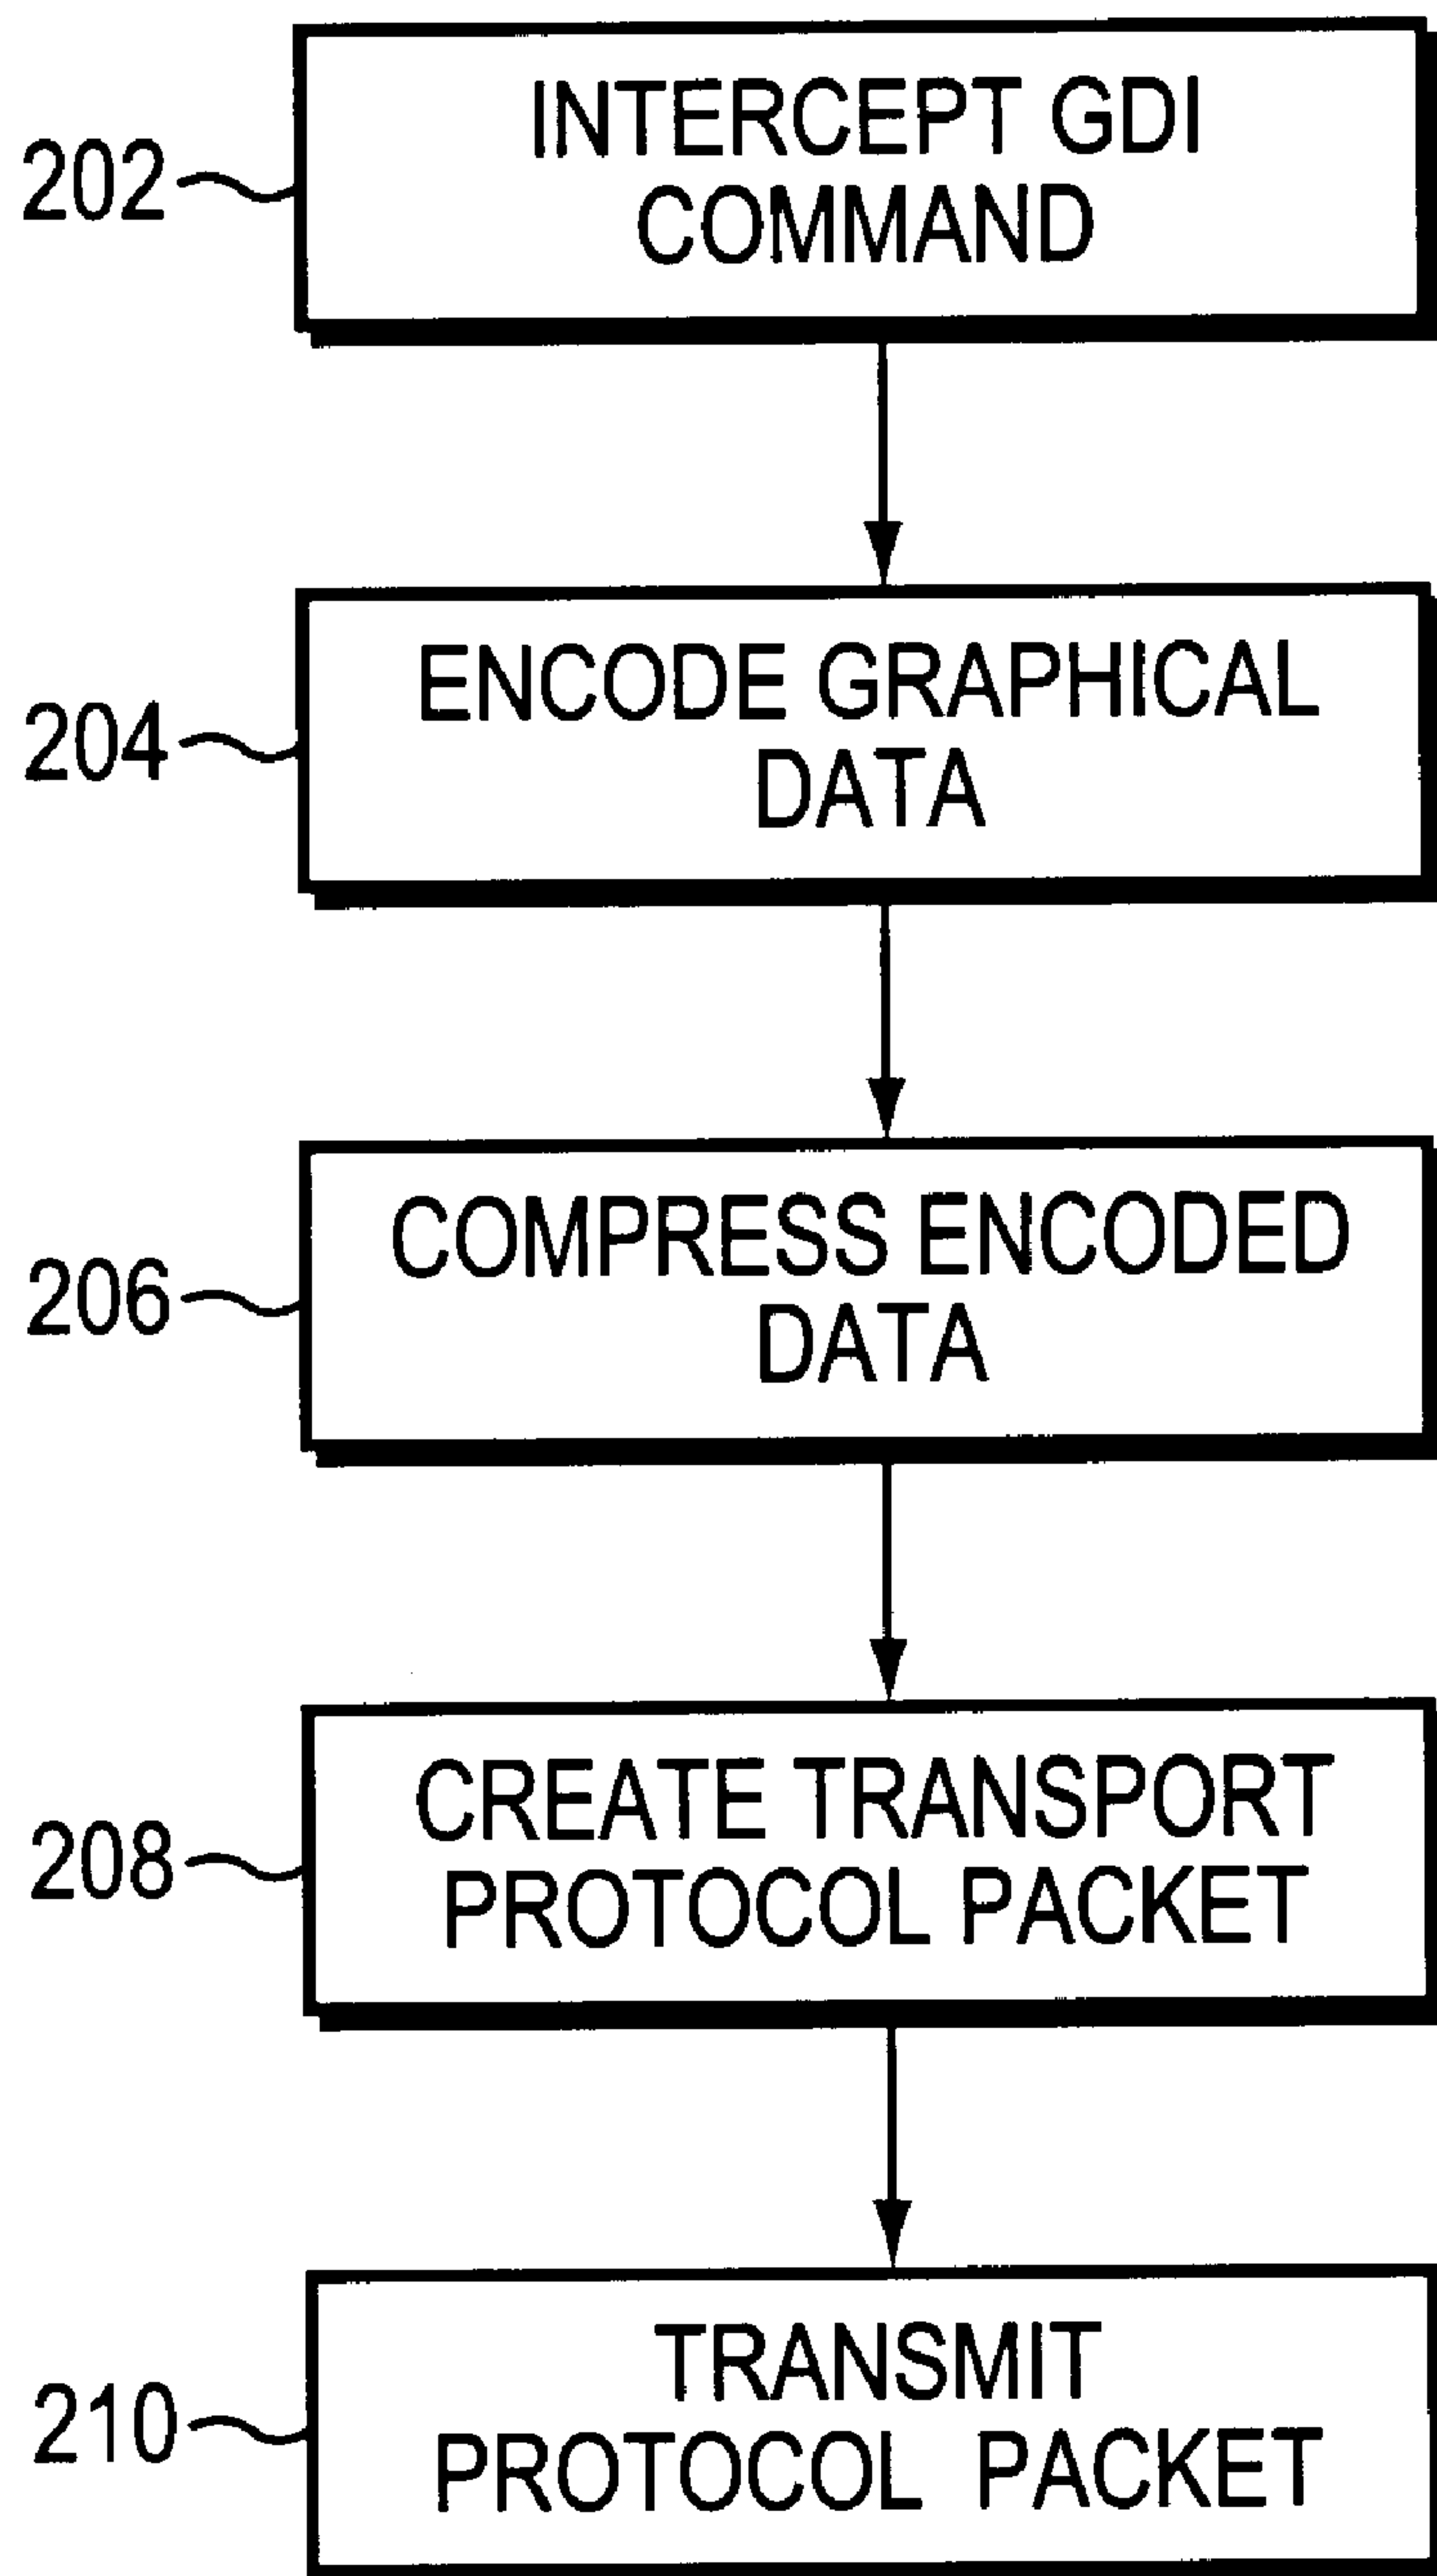 202
INTERCEPT GDI
COMMAND
204
ENCODE GRAPHICAL
DATA
206
COMPRESS ENCODED
DATA
208
CREATE TRANSPORT
PROTOCOL PACKET
210
TRANSMIT
PROTOCOL PACKET